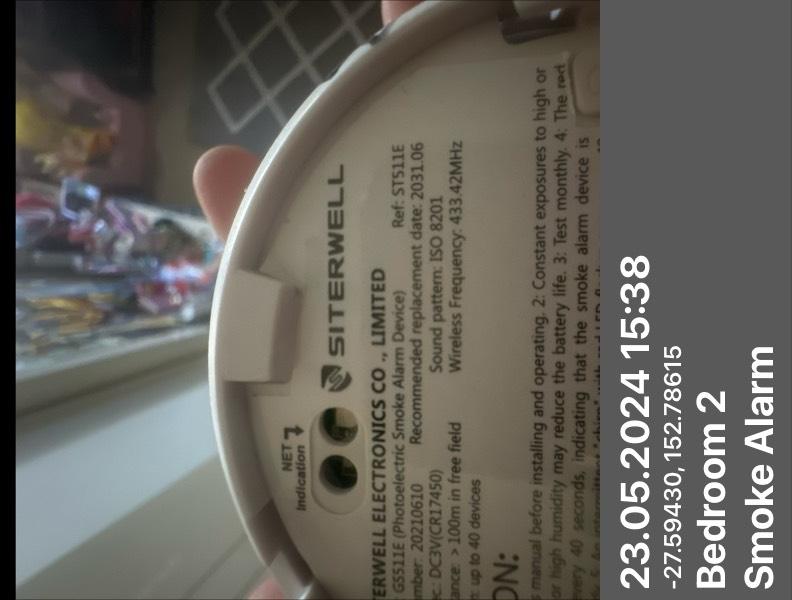 NET
Indication
SITERWELL
ERWELL ELECTRONICS CO ., LIMITED
GS511E (Photoelectric Smoke Alarm Device) Ref: ST511E
20210610 Recommended replacement date: 2031.06
DC3V(CR17450) Sound pattern: ISO 8201
>100m in free field Wireless Frequency: 433.42MHz
up to 40 devices
ON:
manual before installing and operating. 2: Constant exposures to high or
or high humidity may reduce the battery life. 3: Test monthly. 4: The red
every 40 seconds, indicating that the smoke alarm device is
23.05.2024 15:38
-27.59430, 152.78615
Bedroom 2
Smoke Alarm